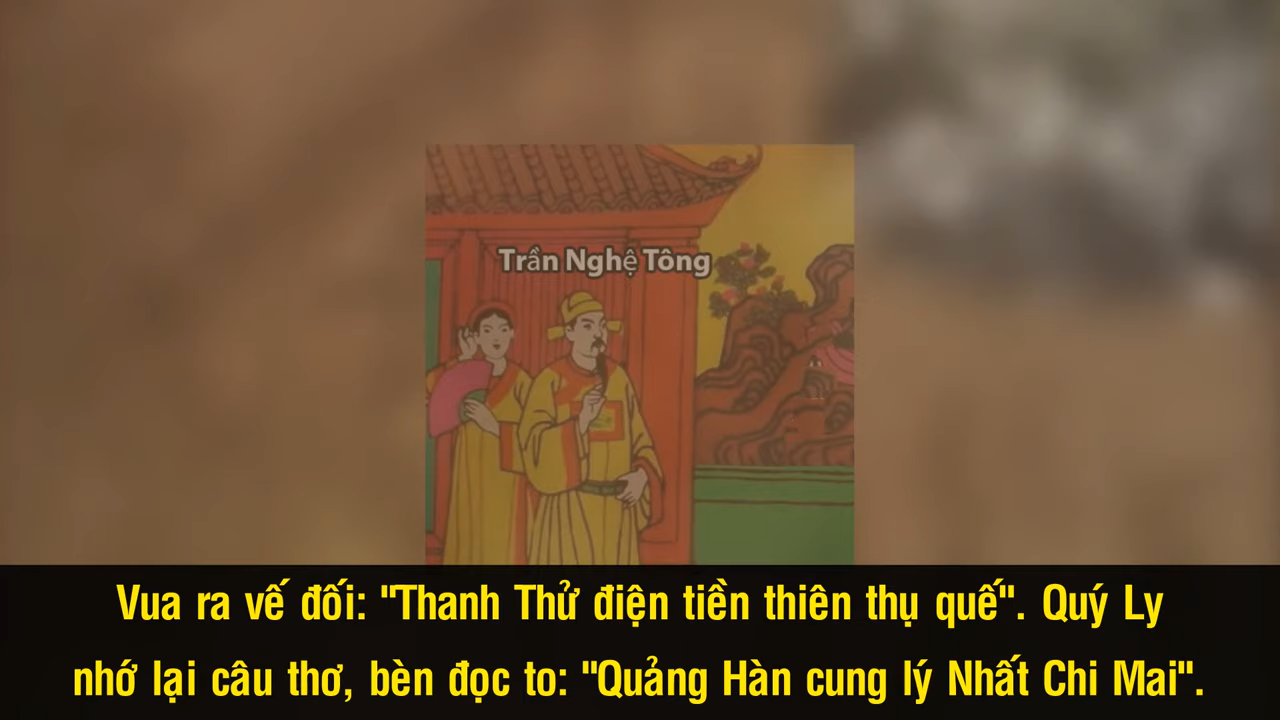 Trần Nghệ Tông
Vua ra vế đối: "Thanh Thử điện tiền thiên thụ quế". Quý Ly
nhớ lại câu thơ, bèn đọc to: "Quảng Hàn cung lý Nhất Chi Mai".